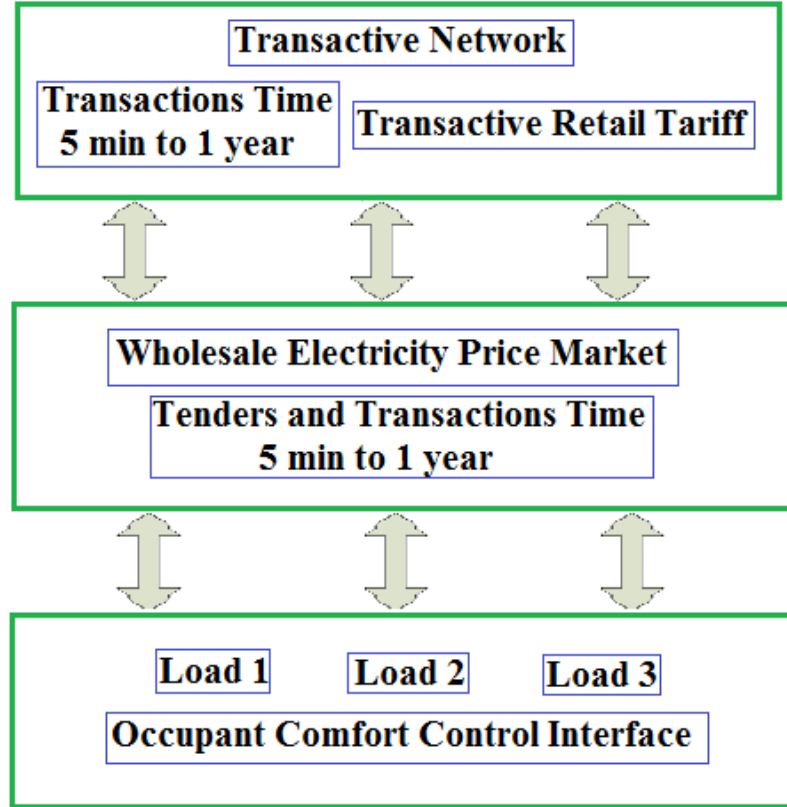 Transactive Network
Transactions Time
5 min to 1 year
Transactive Retail Tariff
Wholesale Electricity Price Market
Tenders and Transactions Time
5 min to 1 year
Load 1
Load 2
Load 3
Occupant Comfort Control Interface